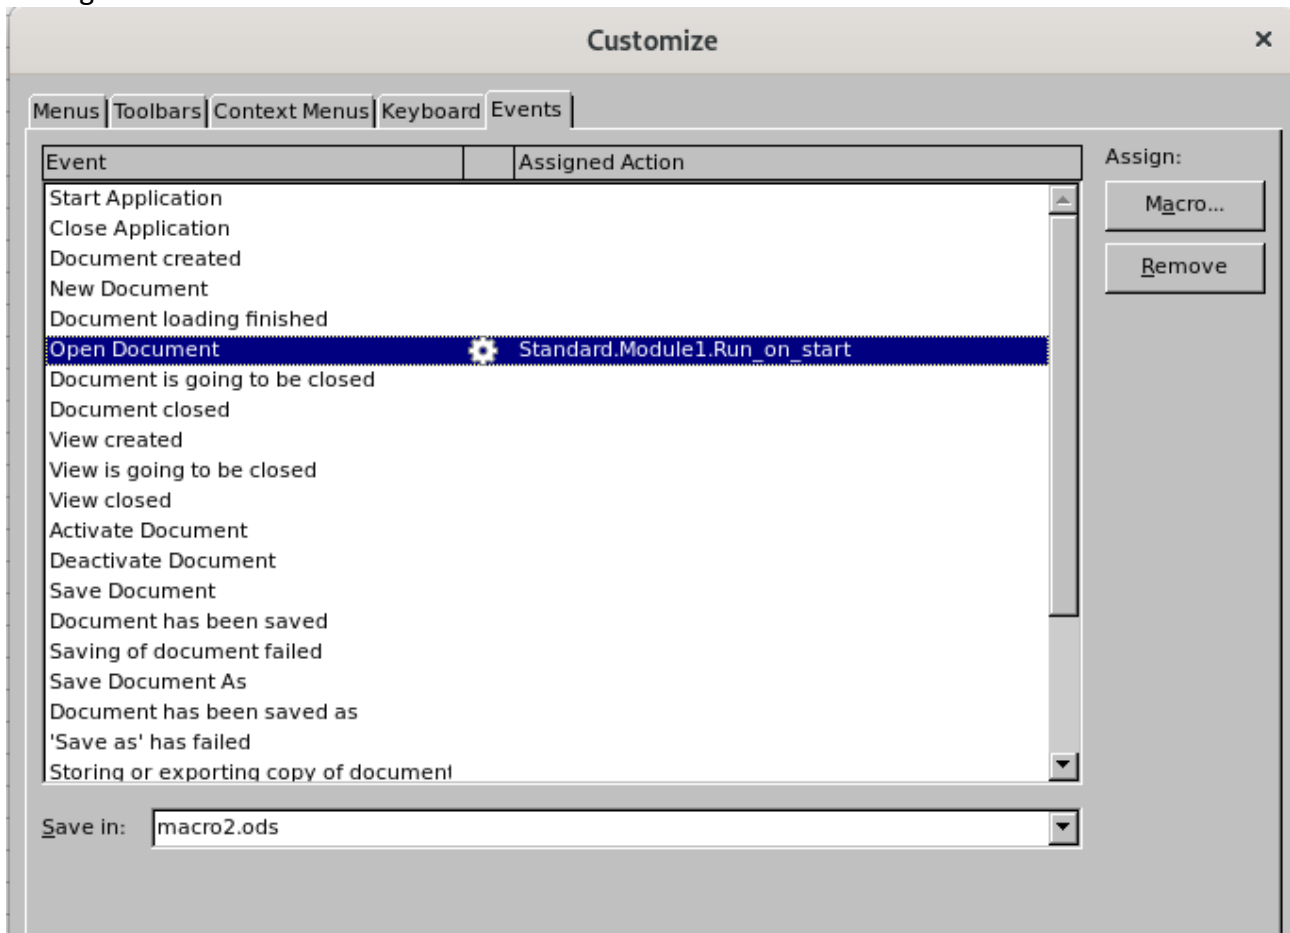 Customize
Menus Toolbars Context Menus Keyboard Events
Event Assigned Action
Assign:
Start Application
Macro...
Close Application
Document created
Remove
New Document
Document loading finished
Open Document Standard.Module1.Run_on_start
Document is going to be closed
Document closed
View created
View is going to be closed
View closed
Activate Document
Deactivate Document
Save Document
Document has been saved
Saving of document failed
Save Document As
Document has been saved as
'Save as' has failed
Storing or exporting copy of document
Save in: macro2.ods